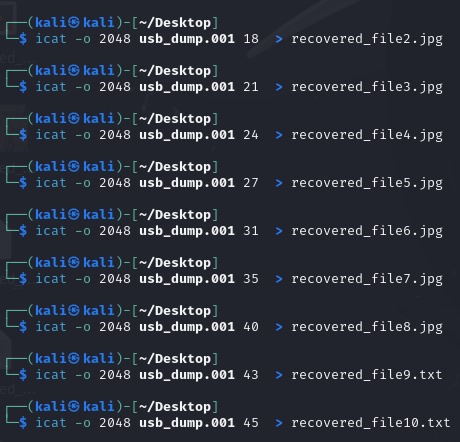 ┌──(kali㉿kali)-[~/Desktop]
└─$ icat -o 2048 usb_dump.001 18  > recovered_file2.jpg
┌──(kali㉿kali)-[~/Desktop]
└─$ icat -o 2048 usb_dump.001 21  > recovered_file3.jpg
┌──(kali㉿kali)-[~/Desktop]
└─$ icat -o 2048 usb_dump.001 24  > recovered_file4.jpg
┌──(kali㉿kali)-[~/Desktop]
└─$ icat -o 2048 usb_dump.001 27  > recovered_file5.jpg
┌──(kali㉿kali)-[~/Desktop]
└─$ icat -o 2048 usb_dump.001 31  > recovered_file6.jpg
┌──(kali㉿kali)-[~/Desktop]
└─$ icat -o 2048 usb_dump.001 35  > recovered_file7.jpg
┌──(kali㉿kali)-[~/Desktop]
└─$ icat -o 2048 usb_dump.001 40  > recovered_file8.jpg
┌──(kali㉿kali)-[~/Desktop]
└─$ icat -o 2048 usb_dump.001 43  > recovered_file9.txt
┌──(kali㉿kali)-[~/Desktop]
└─$ icat -o 2048 usb_dump.001 45  > recovered_file10.txt